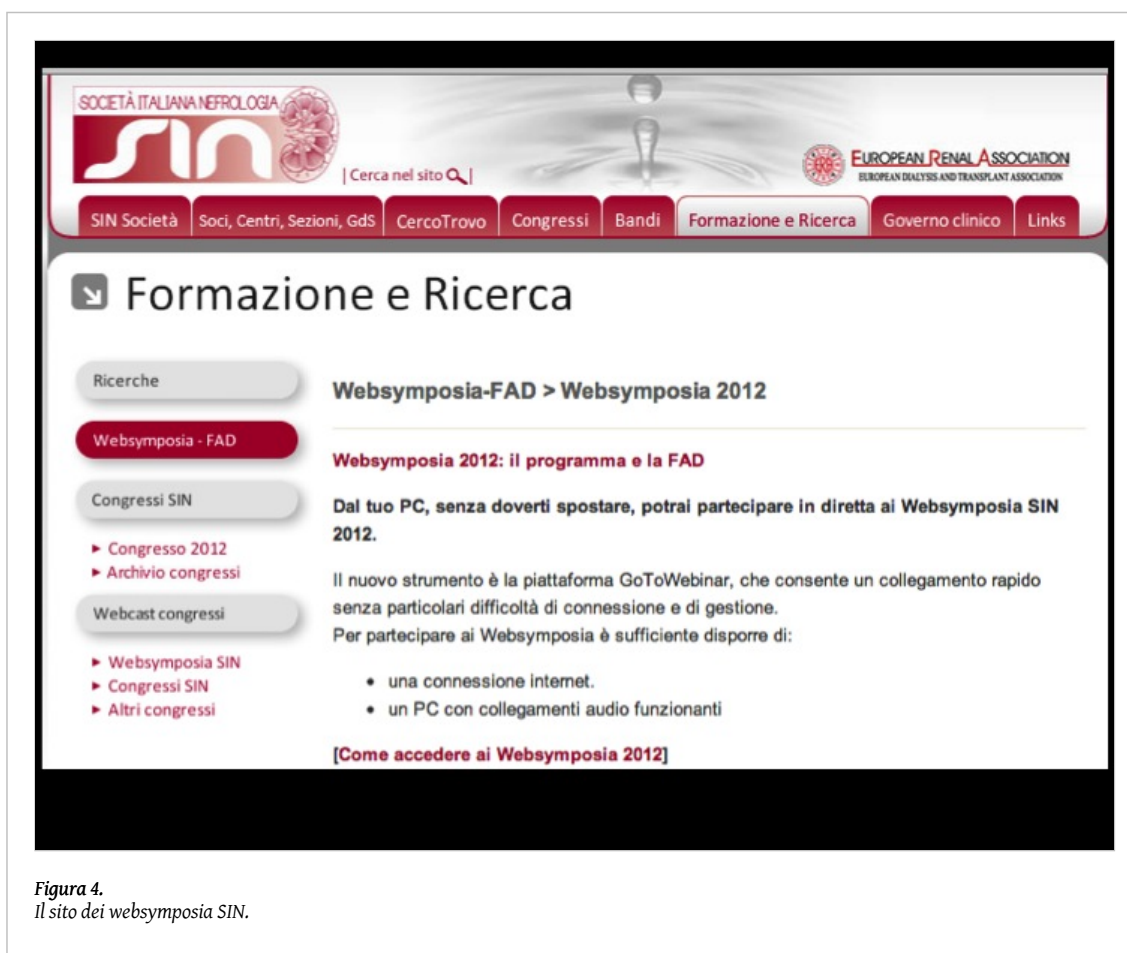 SOCIETÀ ITALIANA NEFROLOGIA
SIN
| Cerca nel sito |
EUROPEAN RENAL ASSOCIATION
EUROPEAN DIALYSIS AND TRANSPLANT ASSOCIATION
SIN Società
Soci, Centri, Sezioni, GdS
CercoTrovo
Congressi
Bandi
Formazione e Ricerca
Governo clinico
Links
Formazione e Ricerca
Ricerche
Websymposia - FAD
Congressi SIN
► Congresso 2012
► Archivio congressi
Webcast congressi
► Websymposia SIN
► Congressi SIN
► Altri congressi
Websymposia-FAD > Websymposia 2012
Websymposia 2012: il programma e la FAD
Dal tuo PC, senza doverti spostare, potrai partecipare in diretta ai Websymposia SIN
2012.
Il nuovo strumento è la piattaforma GoToWebinar, che consente un collegamento rapido
senza particolari difficoltà di connessione e di gestione.
Per partecipare ai Websymposia è sufficiente disporre di:
• una connessione internet.
• un PC con collegamenti audio funzionanti
[Come accedere ai Websymposia 2012]
Figura 4.
Il sito dei websymposia SIN.